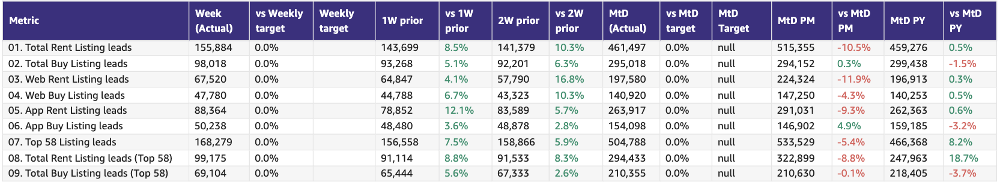 Metric Week (Actual) vs Weekly target Weekly target 1W prior vs 1W prior 2W prior vs 2W prior MtD (Actual) vs MtD target MtD Target MtD PM vs MtD PM MtD PY vs MtD PY
01. Total Rent Listing leads 155,884 0.0% 143,699 8.5% 141,379 10.3% 461,497 0.0% null 515,355 -10.5% 459,276 0.5%
02. Total Buy Listing leads 98,018 0.0% 93,268 5.1% 92,201 6.3% 295,018 0.0% null 294,152 0.3% 299,438 -1.5%
03. Web Rent Listing leads 67,520 0.0% 64,847 4.1% 57,790 16.8% 197,580 0.0% null 224,324 -11.9% 196,913 0.3%
04. Web Buy Listing leads 47,780 0.0% 44,788 6.7% 43,323 10.3% 140,920 0.0% null 147,250 -4.3% 140,253 0.5%
05. App Rent Listing leads 88,364 0.0% 78,852 12.1% 83,589 5.7% 263,917 0.0% null 291,031 -9.3% 262,363 0.6%
06. App Buy Listing leads 50,238 0.0% 48,480 3.6% 48,878 2.8% 154,098 0.0% null 146,902 4.9% 159,185 -3.2%
07. Top 58 Listing leads 168,279 0.0% 156,558 7.5% 158,866 5.9% 504,788 0.0% null 533,529 -5.4% 466,368 8.2%
08. Total Rent Listing leads (Top 58) 99,175 0.0% 91,114 8.8% 91,533 8.3% 294,433 0.0% null 322,899 -8.8% 247,963 18.7%
09. Total Buy Listing leads (Top 58) 69,104 0.0% 65,444 5.6% 67,333 2.6% 210,355 0.0% null 210,630 -0.1% 218,405 -3.7%